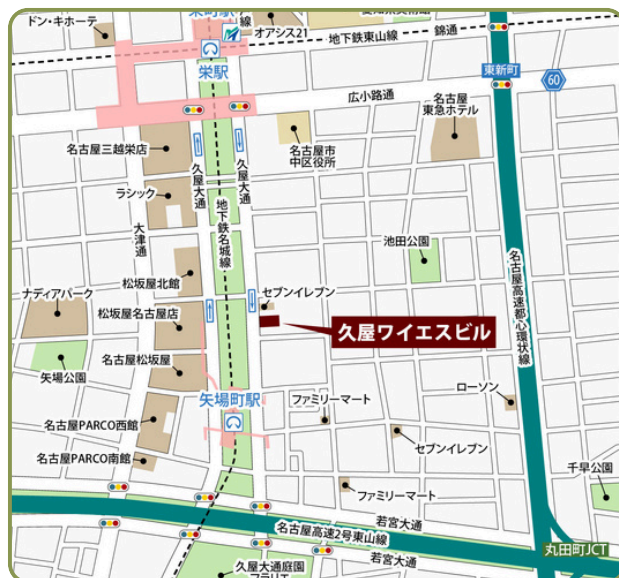 栄町駅
ドン・キホーテ
オアシス21
地下鉄東山線
錦通
栄駅
東新町
60
広小路通
名古屋
東急ホテル
名古屋三越栄店
久屋大通
久屋大通
名古屋市
中区役所
ラシック
大津通
地下鉄名城線
池田公園
名古屋高速都心環状線
松坂屋北館
ナディアパーク
セブンイレブン
松坂屋名古屋店
久屋ワイエスビル
矢場公園
名古屋松坂屋
矢場町駅
ファミリーマート
ローソン
名古屋PARCO西館
セブンイレブン
名古屋PARCO南館
千早公園
ファミリーマート
若宮大通
名古屋高速2号東山線
丸田町JCT
若宮大通
久屋大通庭園
フラリエ